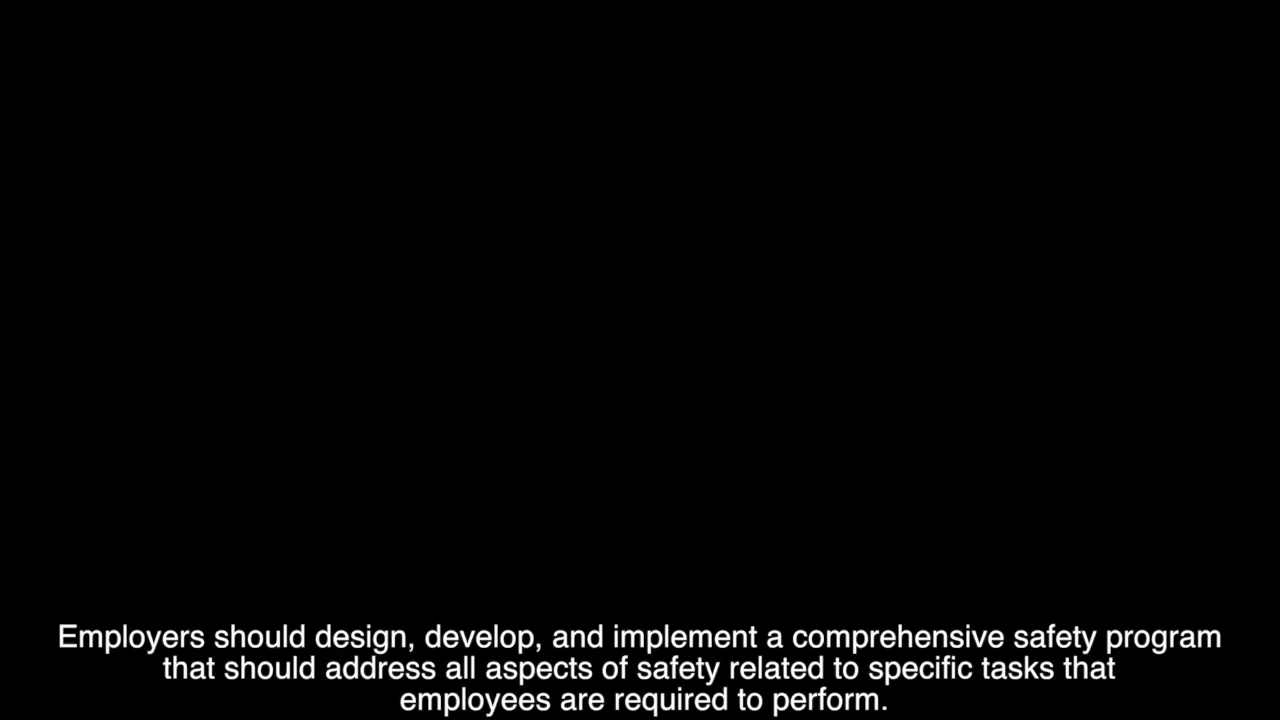 Employers should design, develop, and implement a comprehensive safety program
that should address all aspects of safety related to specific tasks that
employees are required to perform.